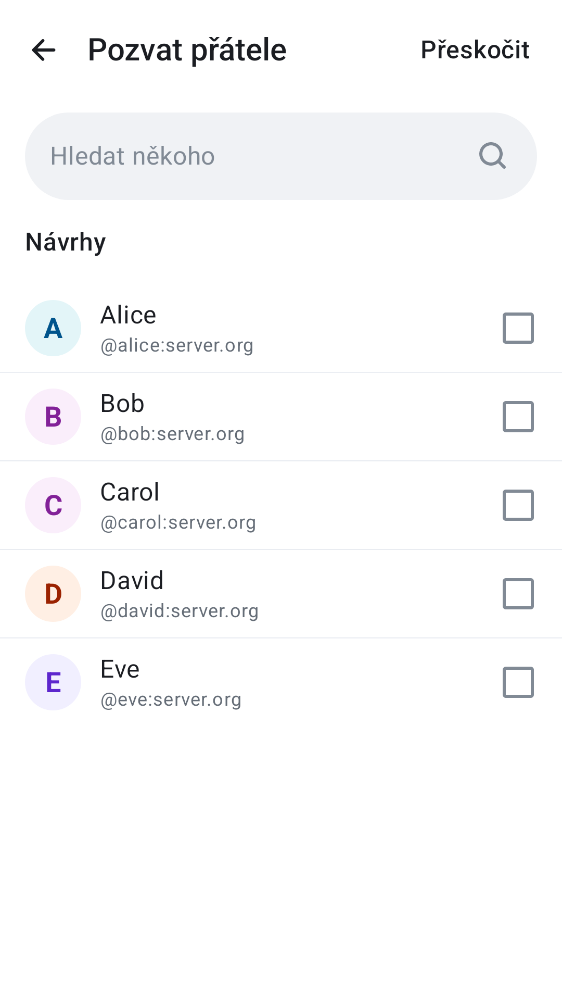 Pozvat přátele
Přeskočit
Hledat někoho
Návrhy
A
Alice
@alice:server.org
B
Bob
@bob:server.org
C
Carol
@carol:server.org
D
David
@david:server.org
E
Eve
@eve:server.org